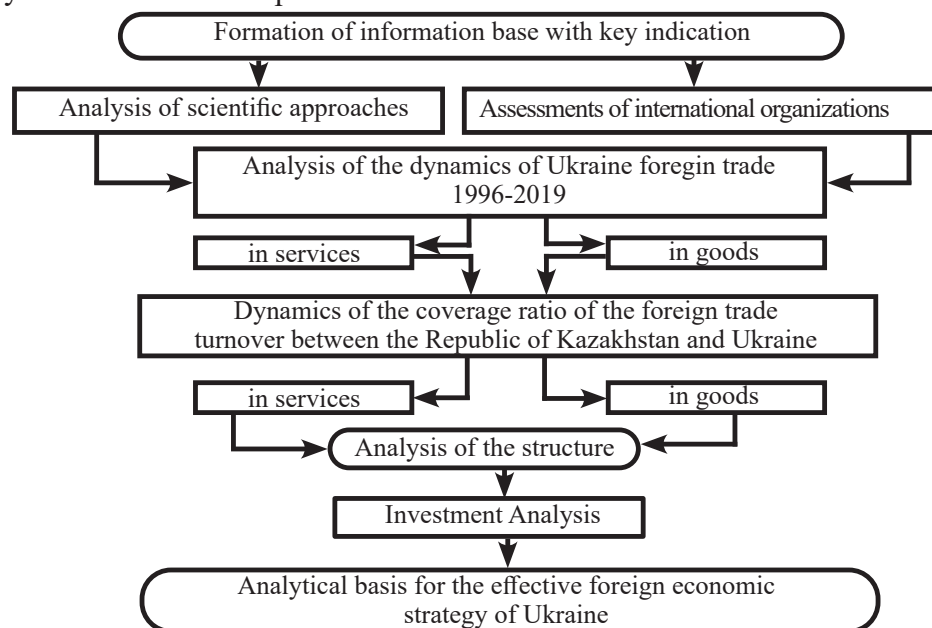 Formation of information base with key indication
Analysis of scientific approaches
Assessments of international organizations
Analysis of the dynamics of Ukraine foregin trade
1996-2019
in services
in goods
Dynamics of the coverage ratio of the foreign trade
turnover between the Republic of Kazakhstan and Ukraine
in services
in goods
Analysis of the structure
Investment Analysis
Analytical basis for the effective foreign economic
strategy of Ukraine